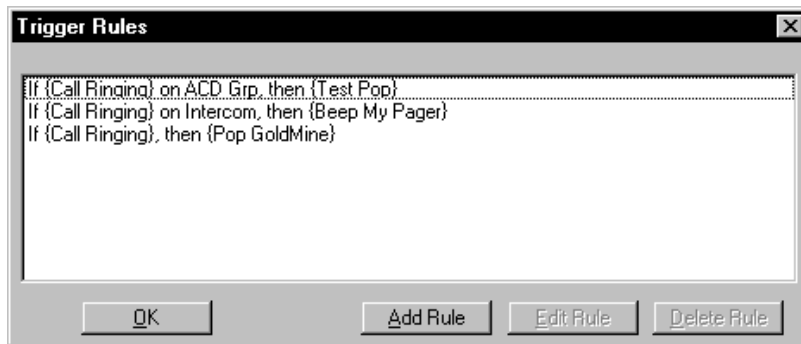 Trigger Rules
If {Call Ringing} on ACD Grp, then {Test Pop}
If {Call Ringing} on Intercom, then {Beep My Pager}
If {Call Ringing}, then {Pop GoldMine}
OK
Add Rule
Edit Rule
Delete Rule